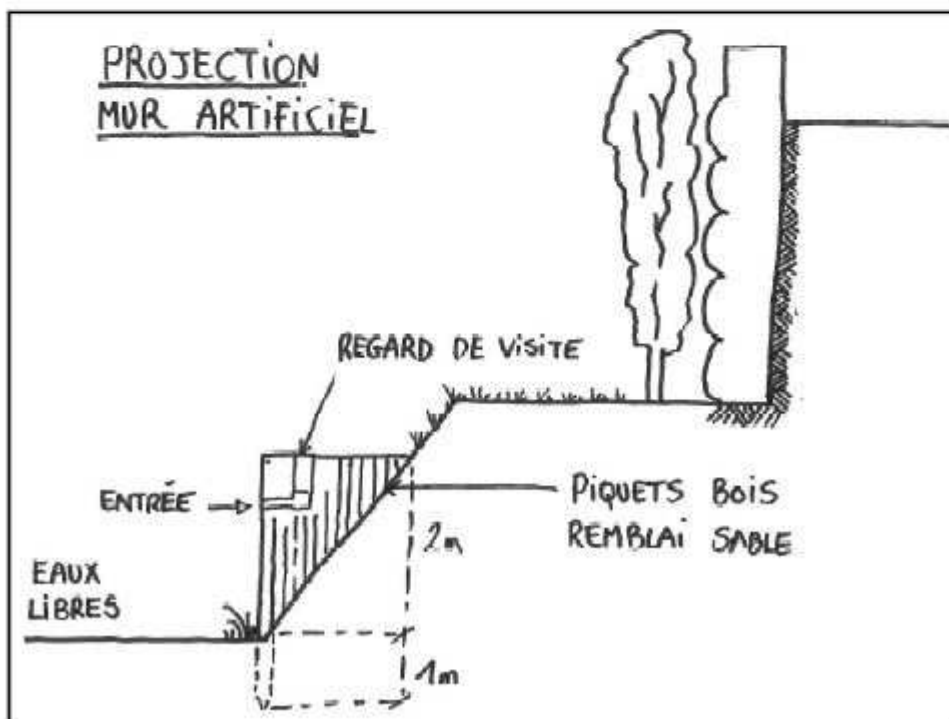 PROJECTION
MUR ARTIFICIEL
REGARD DE VISITE
ENTRÉE
PIQUETS BOIS
REMBLAI SABLE
2m
EAUX
LIBRES
1m